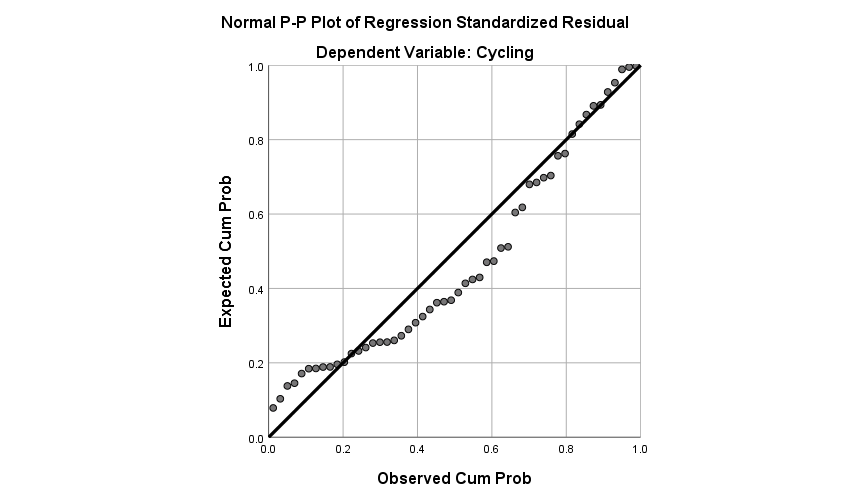 Normal P-P Plot of Regression Standardized Residual
Dependent Variable: Cycling
1.0
0.8
0.6
0.4
0.2
0.0
Expected Cum Prob
0.0 0.2 0.4 0.6 0.8 1.0
Observed Cum Prob